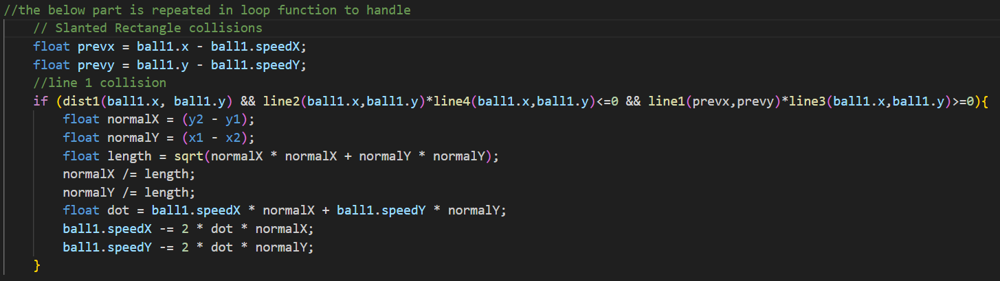 //the below part is repeated in loop function to handle
// Slanted Rectangle collisions
float prevx = ball1.x - ball1.speedX;
float prevy = ball1.y - ball1.speedY;
//line 1 collision
if (dist1(ball1.x, ball1.y) && line2(ball1.x,ball1.y)*line4(ball1.x,ball1.y)<=0 && line1(prevx,prevy)*line3(ball1.x,ball1.y)>=0){
float normalX = (y2 - y1);
float normalY = (x1 - x2);
float length = sqrt(normalX * normalX + normalY * normalY);
normalX /= length;
normalY /= length;
float dot = ball1.speedX * normalX + ball1.speedY * normalY;
ball1.speedX -= 2 * dot * normalX;
ball1.speedY -= 2 * dot * normalY;
}